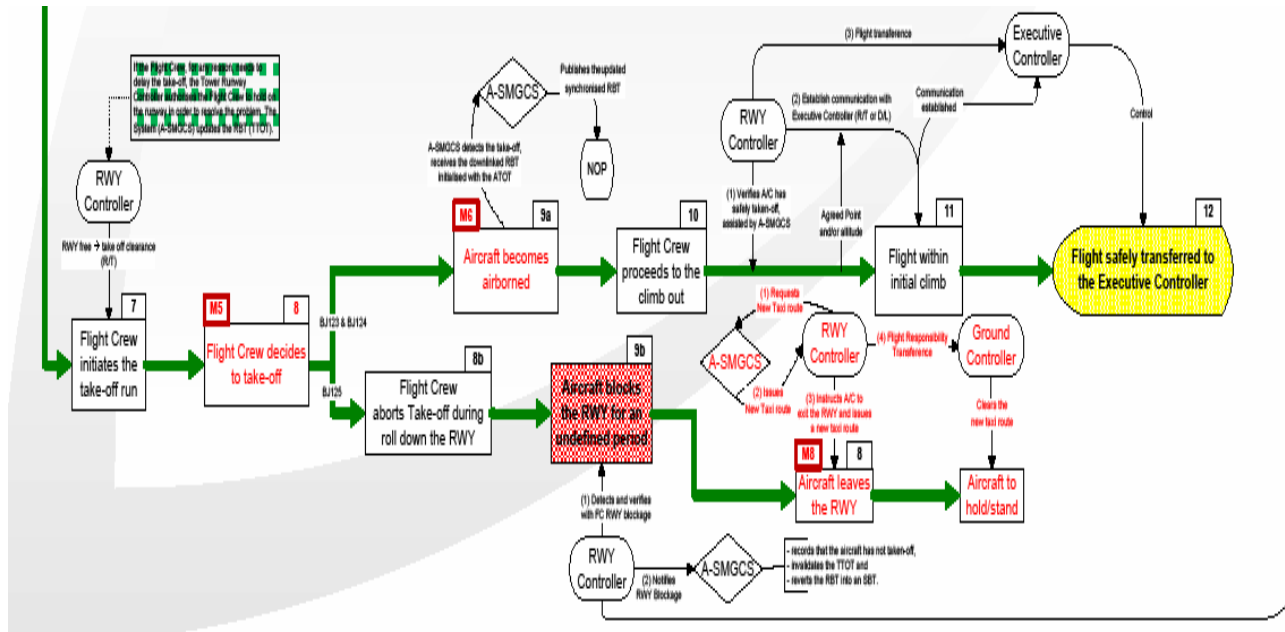 If the Flight Crew, for any reason, needs to
delay the take-off, the Tower Runway
Controller authorises the Flight Crew to hold on
the runway in order to resolve the problem. The
System (A-SMGCS) updates the RBT (TTOT).
RWY
Controller
RWY free → take off clearance
(R/T)
7
Flight Crew
initiates the
take-off run
M5
8
Flight Crew decides
to take-off
BJ123 & BJ124
BJ125
A-SMGCS
Publishes theupdated
synchronised RBT
NOP
A-SMGCS detects the take-off,
receives the downlinked RBT
initialised with the ATOT
M6
9a
Aircraft becomes
airborned
10
Flight Crew
proceeds to the
climb out
RWY
Controller
(3) Flight transference
Executive
Controller
(2) Establish communication with
Executive Controller (R/T or D/L)
Communication
established
Control
(1) Verifies A/C has
safely taken-off,
assisted by A-SMGCS
Agreed Point
and/or altitude
11
Flight within
initial climb
12
Flight safely transferred to
the Executive Controller
8b
Flight Crew
aborts Take-off during
roll down the RWY
9b
Aircraft blocks
the RWY for an
undefined period
(1) Requests
New Taxi route
A-SMGCS
(2) Issues
New Taxi route
RWY
Controller
(4) Flight Responsibility
Transference
Ground
Controller
(3) Instructs A/C to
exit the RWY and issues
a new taxi route
Clears the
new taxi route
M8
8
Aircraft leaves
the RWY
Aircraft to
hold/stand
(1) Detects and verifies
with FC RWY blockage
RWY
Controller
(2) Notifies
RWY Blockage
A-SMGCS
- records that the aircraft has not taken-off,
- invalidates the TTOT and
- reverts the RBT into an SBT.